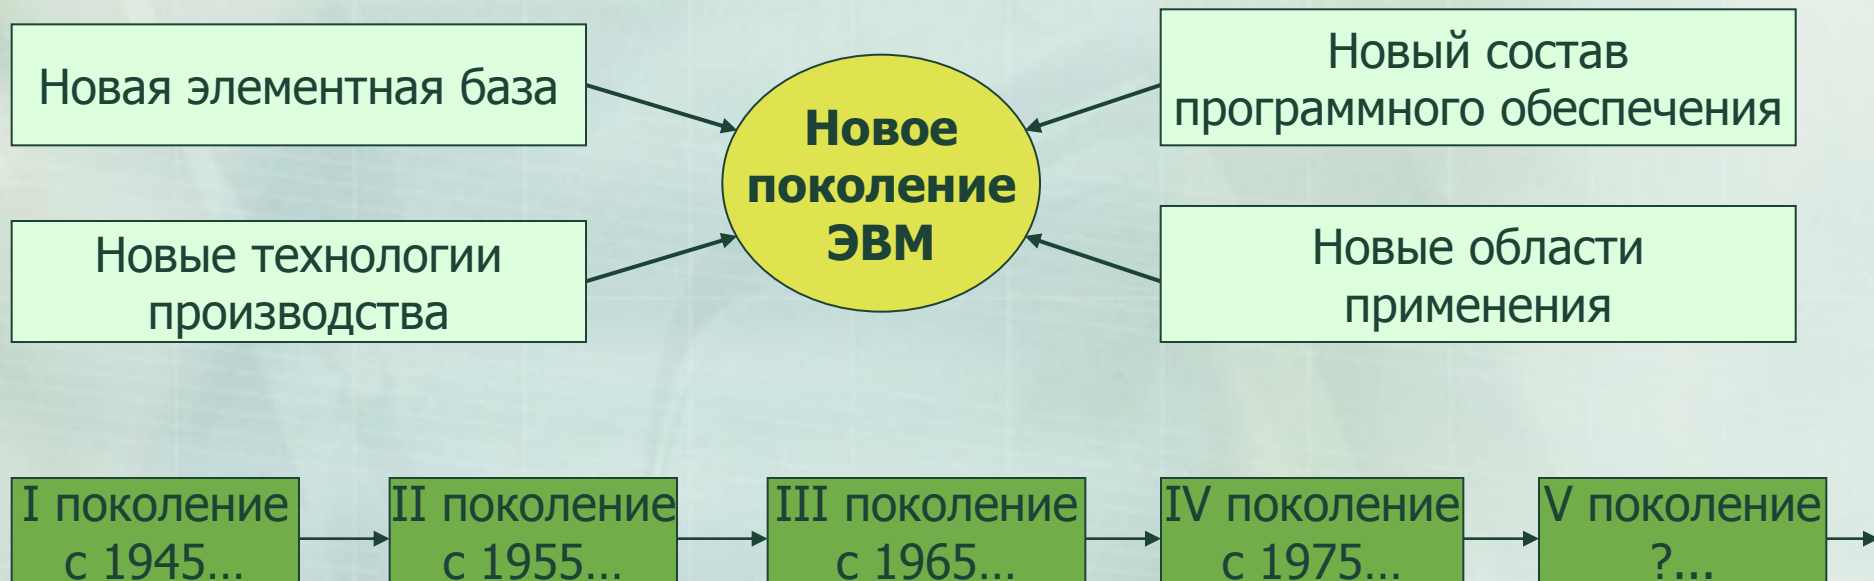 Новая элементная база
Новые технологии
производства
Новое
поколение
ЭВМ
Новый состав
программного обеспечения
Новые области
применения
I поколение
с 1945...
II поколение
с 1955...
III поколение
с 1965...
IV поколение
с 1975...
V поколение
?...